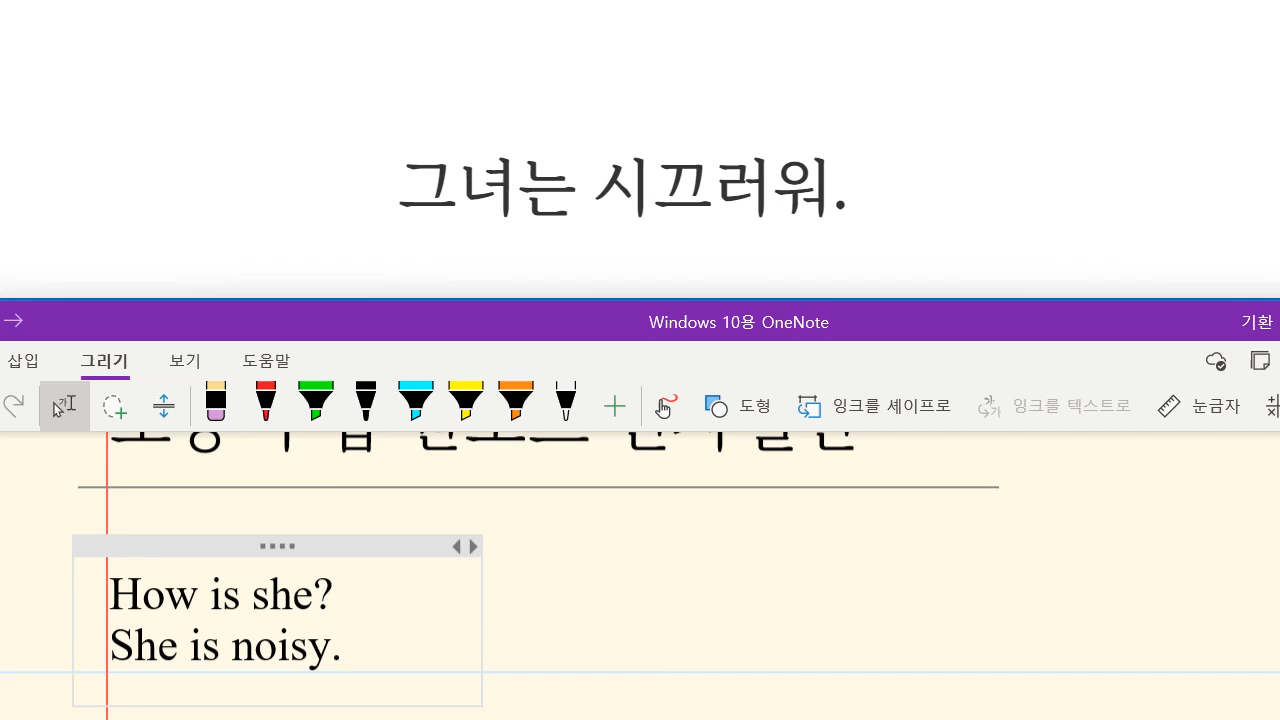 그녀는 시끄러워.
Windows 10용 OneNote
기환
삽입 그리기 보기 도움말
도형 잉크를 셰이프로 잉크를 텍스트로 눈금자
How is she?
She is noisy.